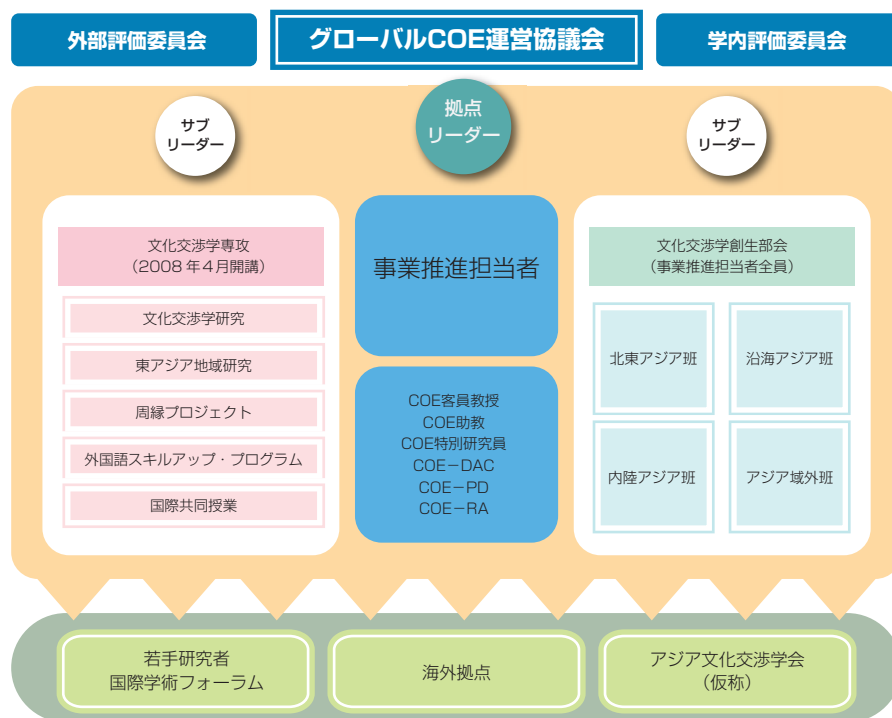 外部評価委員会
グローバルCOE運営協議会
学内評価委員会
サブ
リーダー
拠点
リーダー
サブ
リーダー
文化交渉学専攻
（2008年4月開講）
文化交渉学研究
東アジア地域研究
周縁プロジェクト
外国語スキルアップ・プログラム
国際共同授業
事業推進担当者
COE客員教授
COE助教
COE特別研究員
COE－DAC
COE－PD
COE－RA
文化交渉学創生部会
（事業推進担当者全員）
北東アジア班
沿海アジア班
内陸アジア班
アジア域外班
若手研究者
国際学術フォーラム
海外拠点
アジア文化交渉学会
（仮称）